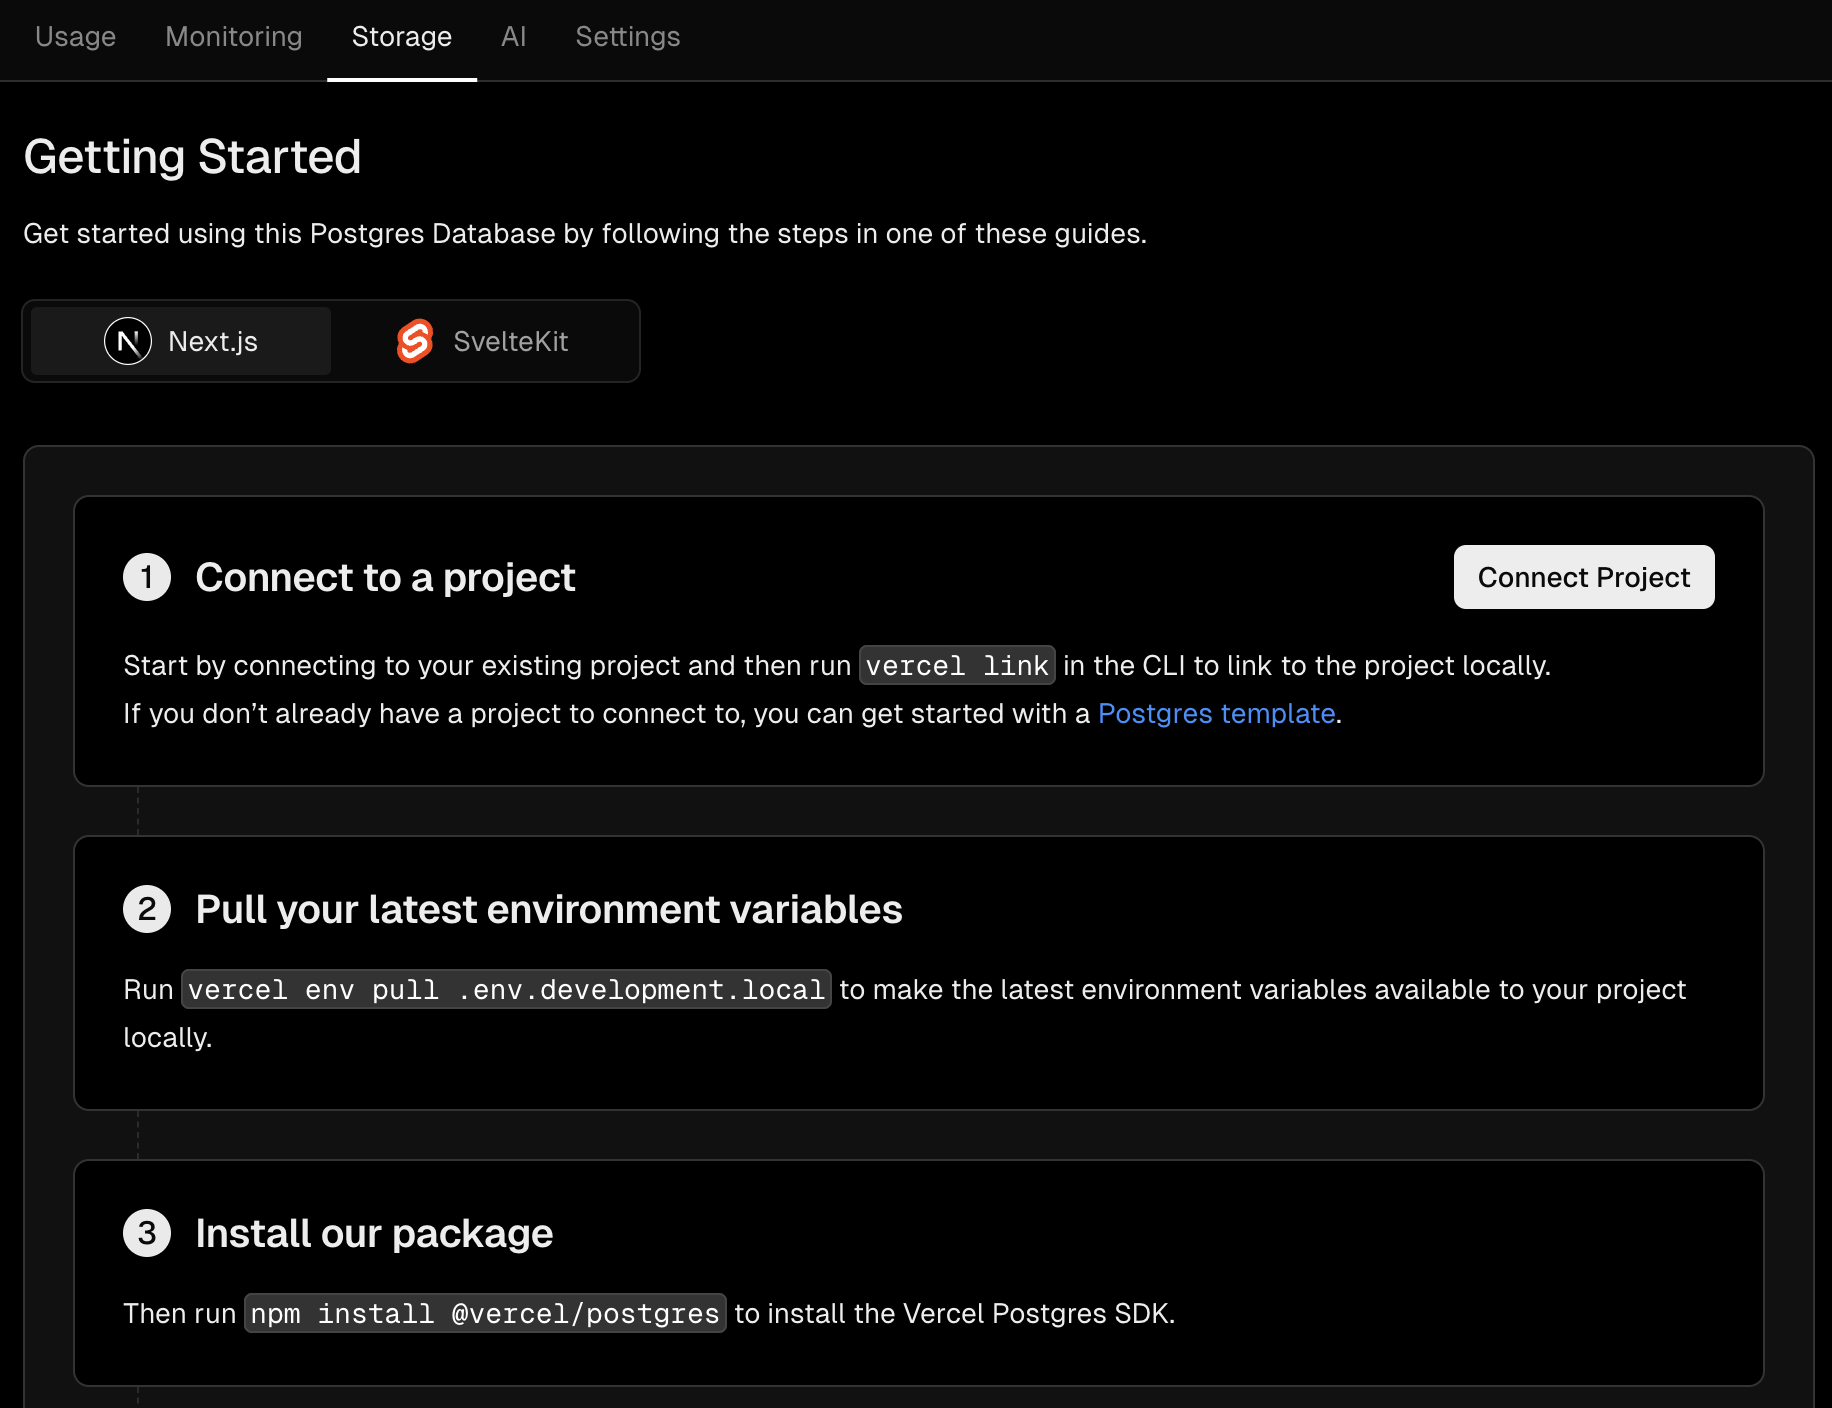 Usage Monitoring Storage AI Settings
Getting Started
Get started using this Postgres Database by following the steps in one of these guides.
N Next.js SvelteKit
1 Connect to a project Connect Project
Start by connecting to your existing project and then run vercel link in the CLI to link to the project locally.
If you don’t already have a project to connect to, you can get started with a Postgres template.
2 Pull your latest environment variables
Run vercel env pull .env.development.local to make the latest environment variables available to your project
locally.
3 Install our package
Then run npm install @vercel/postgres to install the Vercel Postgres SDK.